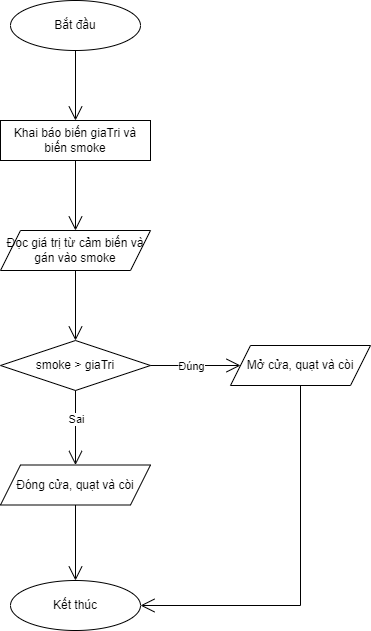 Bắt đầu
Khai báo biến giaTri và
biến smoke
Đọc giá trị từ cảm biến và
gán vào smoke
smoke > giaTri
Đúng
Mở cửa, quạt và còi
Sai
Đóng cửa, quạt và còi
Kết thúc